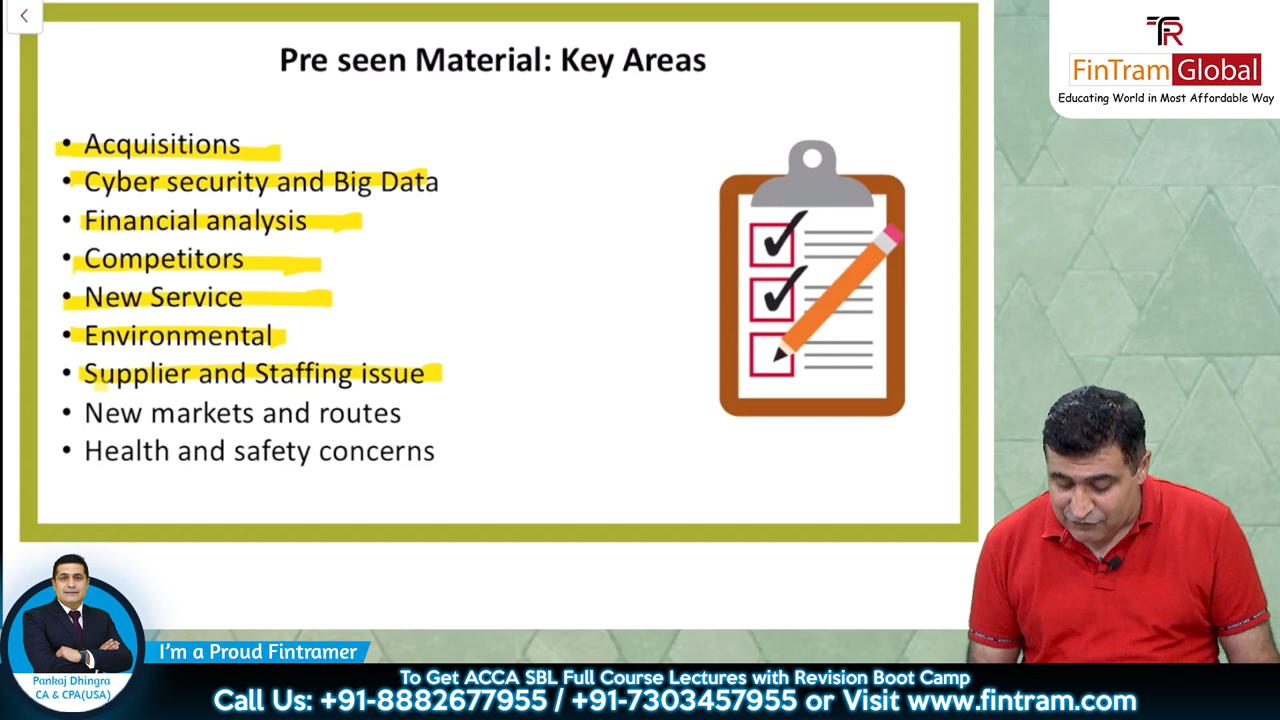 Pre seen Material: Key Areas
• Acquisitions
• Cyber security and Big Data
• Financial analysis
• Competitors
• New Service
• Environmental
• Supplier and Staffing issue
• New markets and routes
• Health and safety concerns
FinTram Global
Educating World in Most Affordable Way
I'm a Proud Fintramer
Pankaj Dhingra
CA & CPA(USA)
To Get ACCA SBL Full Course Lectures with Revision Boot Camp
Call Us: +91-8882677955 / +91-7303457955 or Visit www.fintram.com